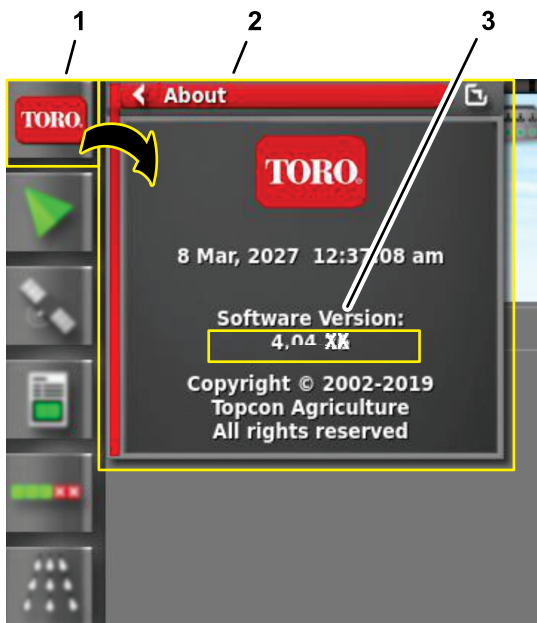 1 2 3
TORO.
About
TORO.
8 Mar, 2027 12:37:08 am
Software Version:
4.04 XX
Copyright © 2002-2019
Topcon Agriculture
All rights reserved